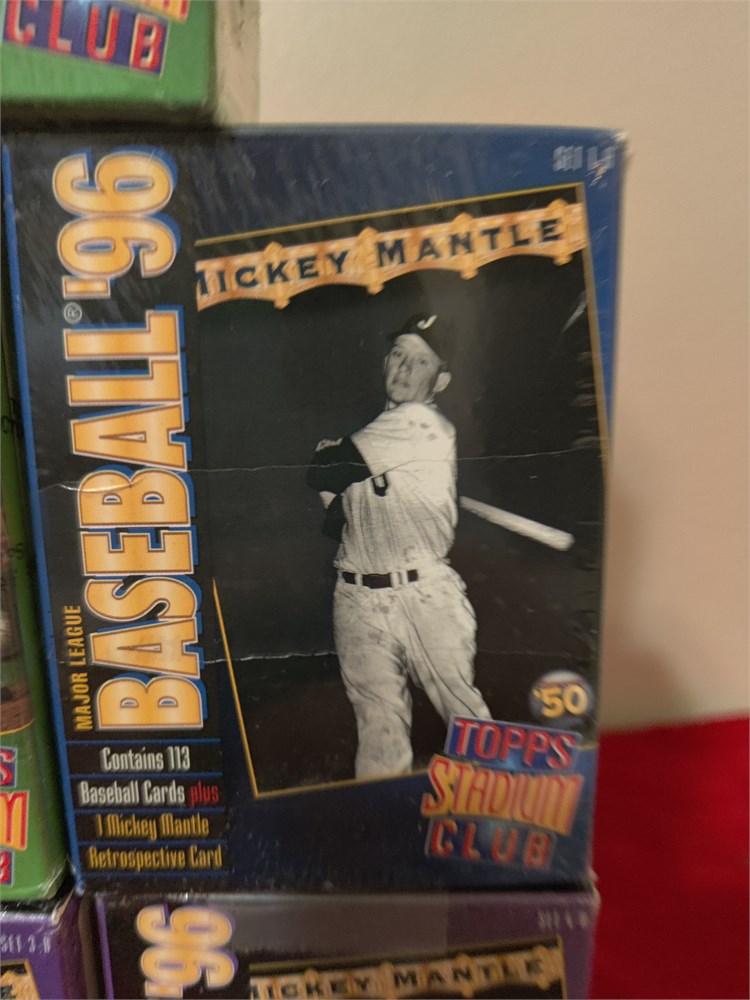 CLUB
BASEBALL ® '96
MAJOR LEAGUE
MICKEY MANTLE
J
'50
TOPPS
STADIUM
CLUB
Contains 113
Baseball Cards plus
1 Mickey Mantle
Retrospective Card
'96
MICKEY MANTLE